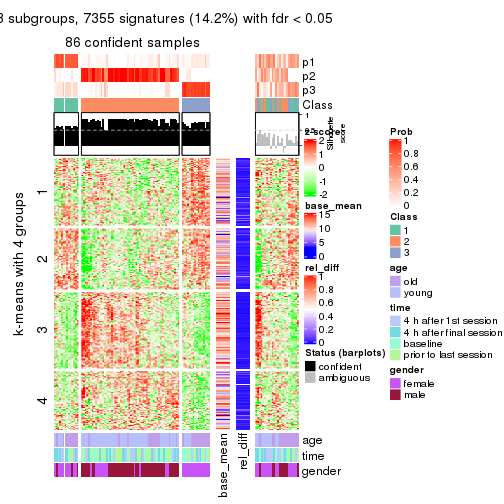 3 subgroups, 7355 signatures (14.2%) with fdr < 0.05
86 confident samples
p1
p2
p3
Class
1
Silhouette
score
z-scores
2
1
0
-1
-2
base_mean
15
10
5
0
rel_diff
1
0.8
0.6
0.4
0.2
0
Status (barplots)
confident
ambiguous
Prob
1
0.8
0.6
0.4
0.2
0
Class
1
2
3
age
old
young
time
4 h after 1st session
4 h after final session
baseline
prior to last session
gender
female
male
k-means with 4 groups
1
2
3
4
age
time
gender
base_mean
rel_diff